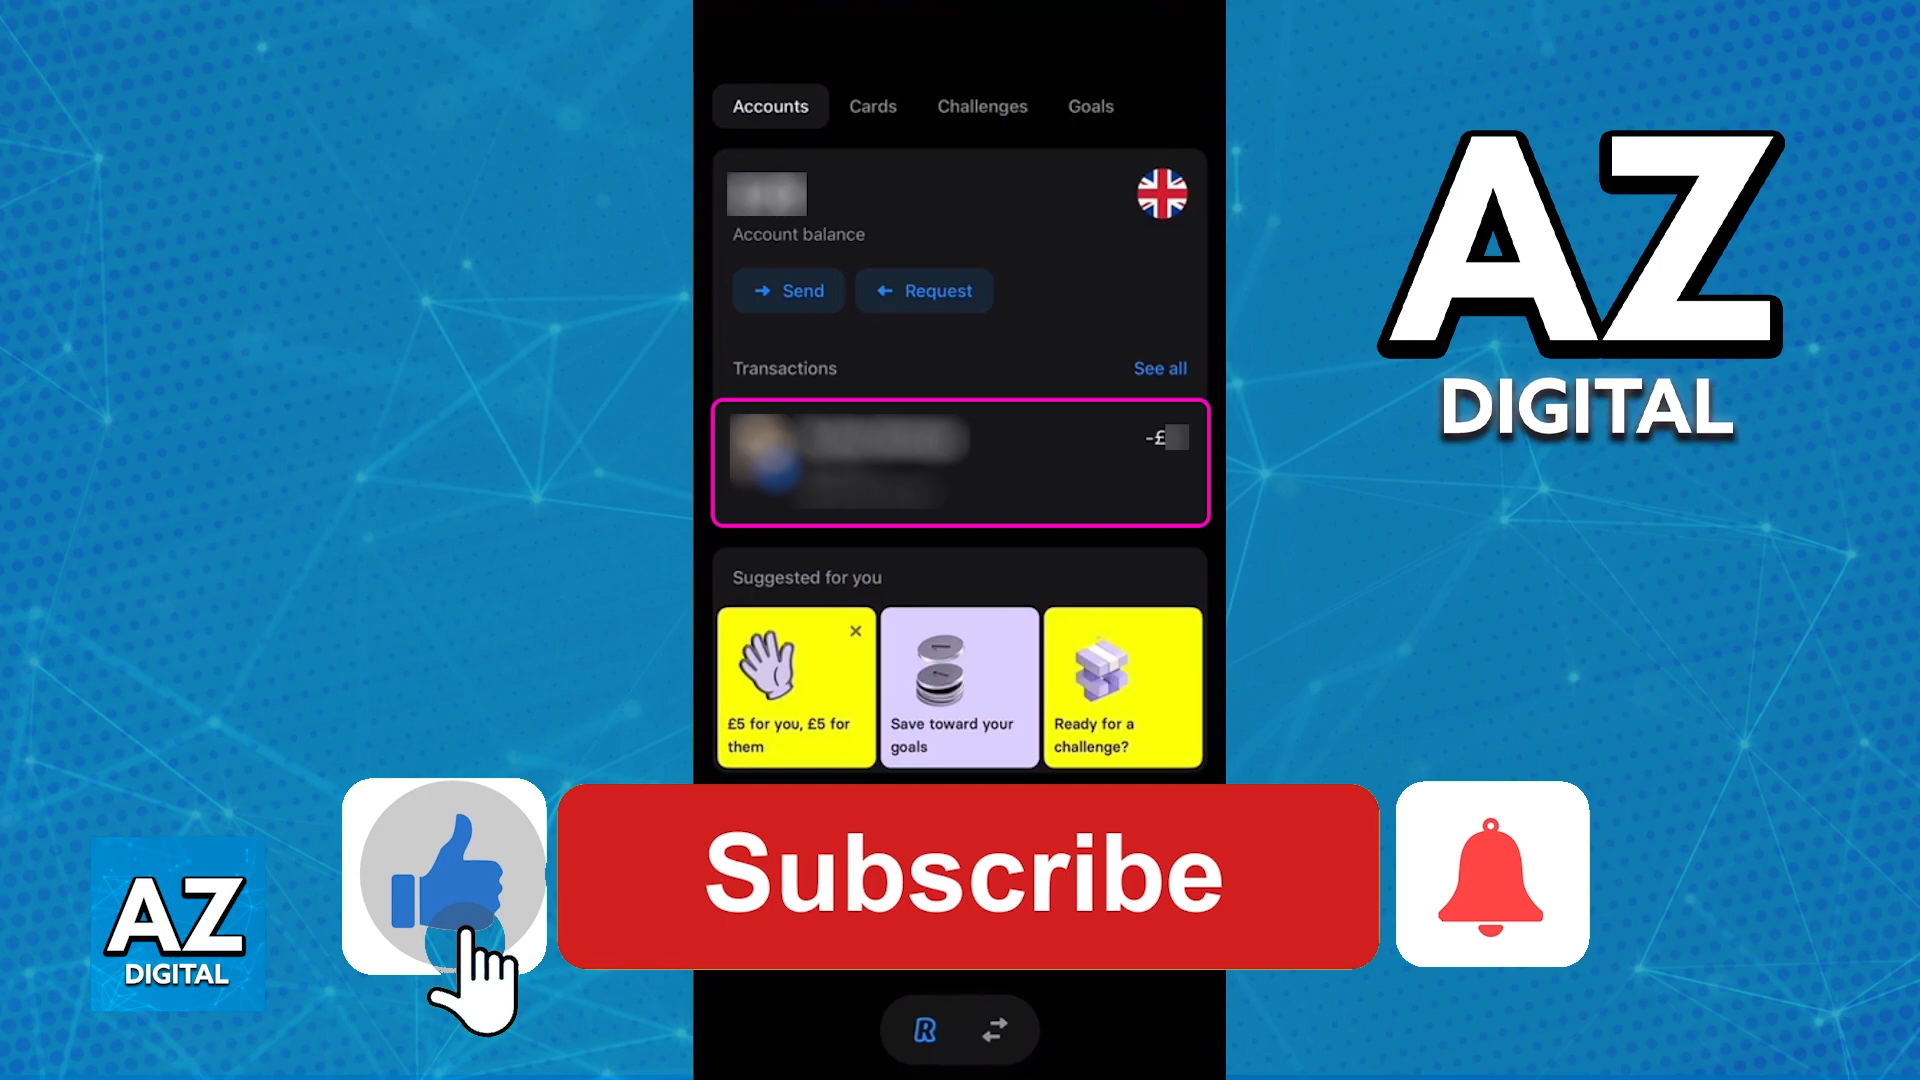 Accounts Cards Challenges Goals
Account balance
→ Send ← Request
Transactions See all
-£
Suggested for you
£5 for you, £5 for
them
Save toward your
goals
Ready for a
challenge?
AZ
DIGITAL
Subscribe
AZ
DIGITAL
R